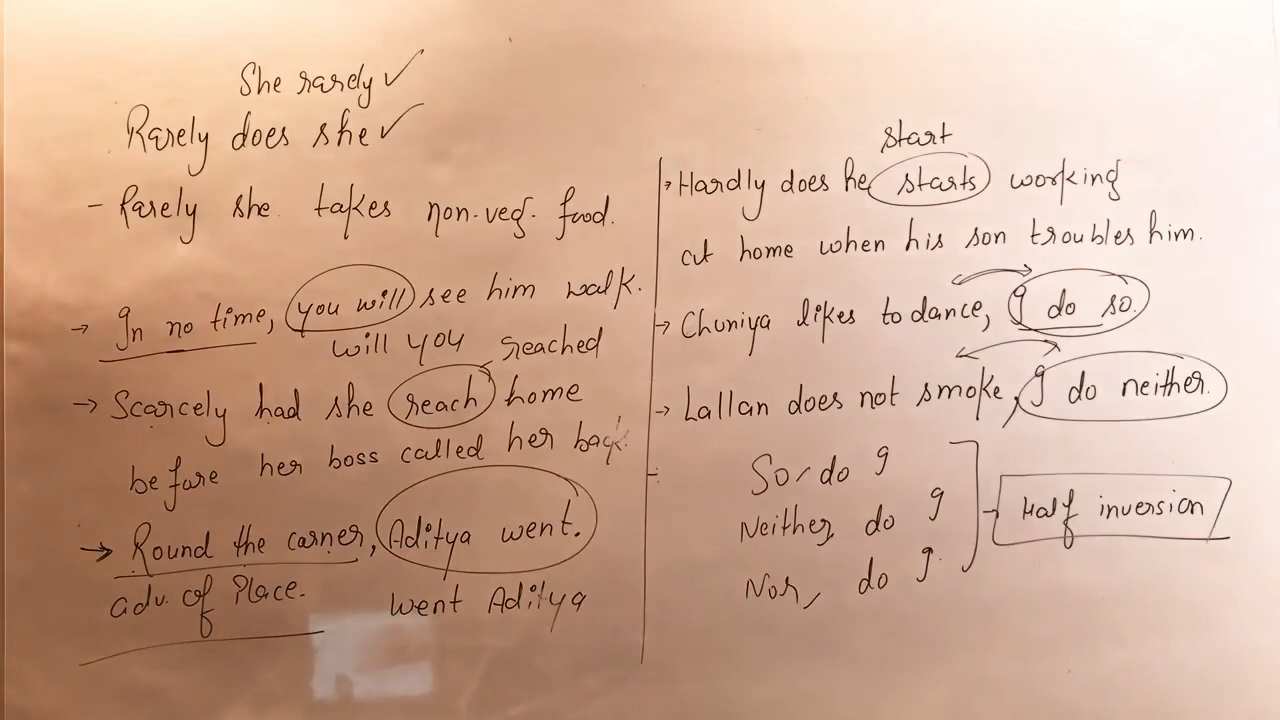 She rarely ✓
Rarely does she ✓
- Rarely she takes non-veg. food.
→ In no time, you will see him walk.
will you
reached
→ Scarcely had she reach home
before her boss called her back.
→ Round the corner, Aditya went.
adv. of Place.
went Aditya
start
→ Hardly does he starts working
at home when his son troubles him.
→ Chuniya likes to dance, I do so.
→ Lallan does not smoke, I do neither.
So, do I
Neither, do I
Nor, do I.
Half inversion